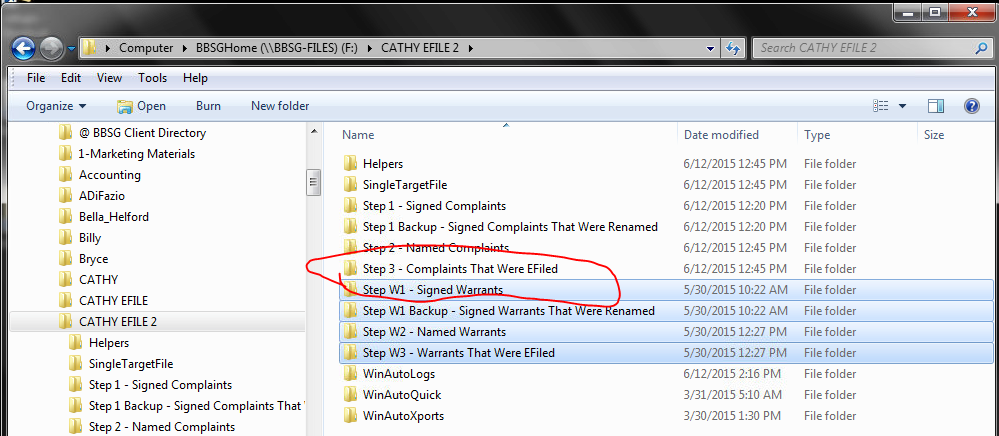 Computer BBSGHome (\\BBSG-FILES) (F:) CATHY EFILE 2 Search CATHY EFILE 2
File Edit View Tools Help
Organize Open Burn New folder
@ BBSG Client Directory
1-Marketing Materials
Accounting
ADiFazio
Bella_Helford
Billy
Bryce
CATHY
CATHY EFILE
CATHY EFILE 2
Helpers
SingleTargetFile
Step 1 - Signed Complaints
Step 1 Backup - Signed Complaints That
Step 2 - Named Complaints
Name Date modified Type Size
Helpers 6/12/2015 12:45 PM File folder
SingleTargetFile 6/12/2015 12:45 PM File folder
Step 1 - Signed Complaints 6/12/2015 12:20 PM File folder
Step 1 Backup - Signed Complaints That Were Renamed 6/12/2015 12:20 PM File folder
Step 2 - Named Complaints 6/12/2015 12:45 PM File folder
Step 3 - Complaints That Were EFiled 6/12/2015 12:45 PM File folder
Step W1 - Signed Warrants 5/30/2015 10:22 AM File folder
Step W1 Backup - Signed Warrants That Were Renamed 5/30/2015 10:22 AM File folder
Step W2 - Named Warrants 5/30/2015 12:27 PM File folder
Step W3 - Warrants That Were EFiled 5/30/2015 12:27 PM File folder
WinAutoLogs 6/12/2015 2:16 PM File folder
WinAutoQuick 3/31/2015 5:10 AM File folder
WinAutoXports 3/30/2015 1:30 PM File folder